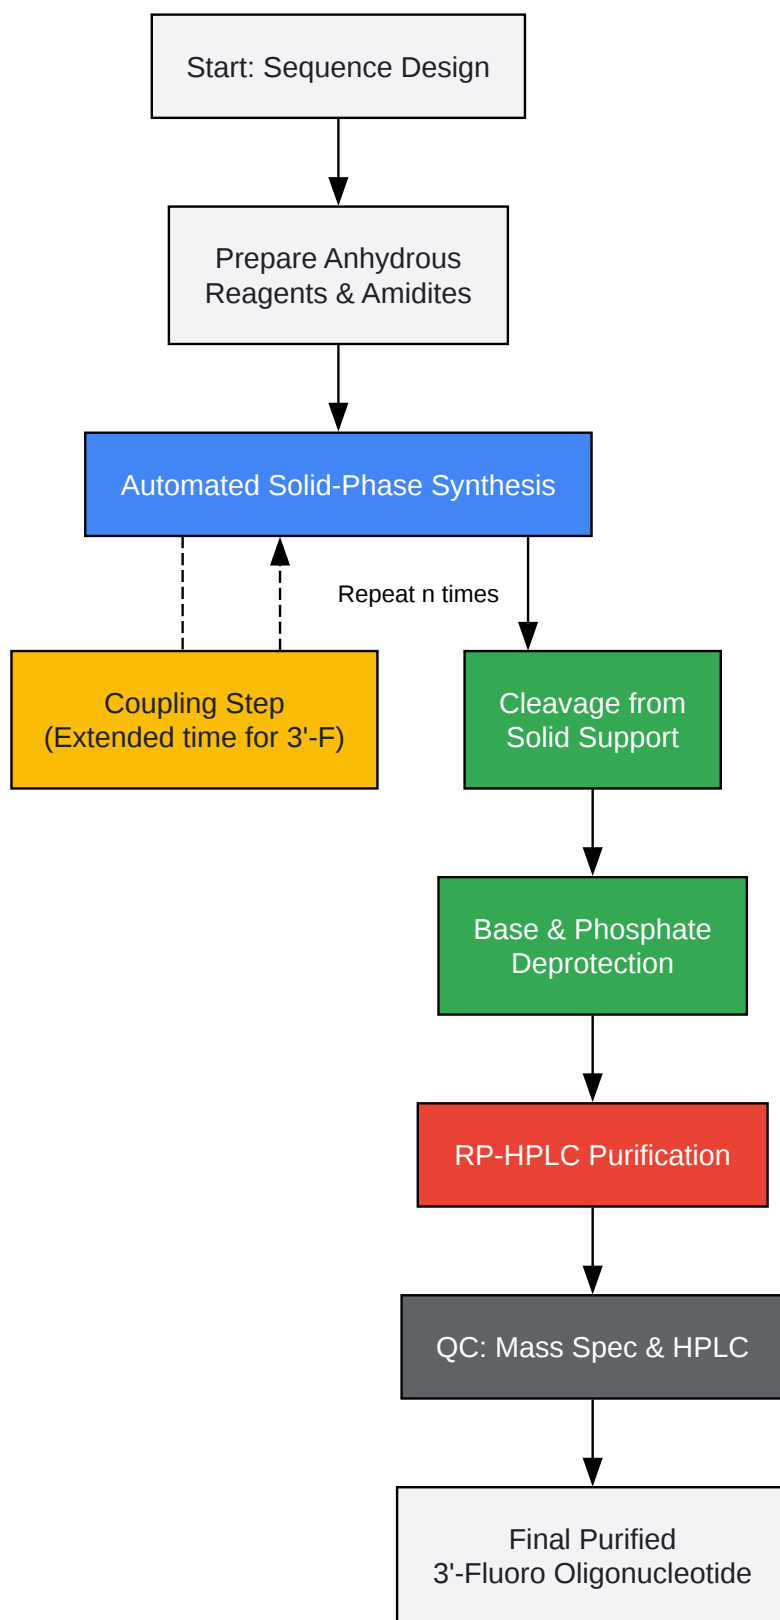 Start: Sequence Design
Prepare Anhydrous
Reagents & Amidites
Automated Solid-Phase Synthesis
Repeat n times
Coupling Step
(Extended time for 3'-F)
Cleavage from
Solid Support
Base & Phosphate
Deprotection
RP-HPLC Purification
QC: Mass Spec & HPLC
Final Purified
3'-Fluoro Oligonucleotide